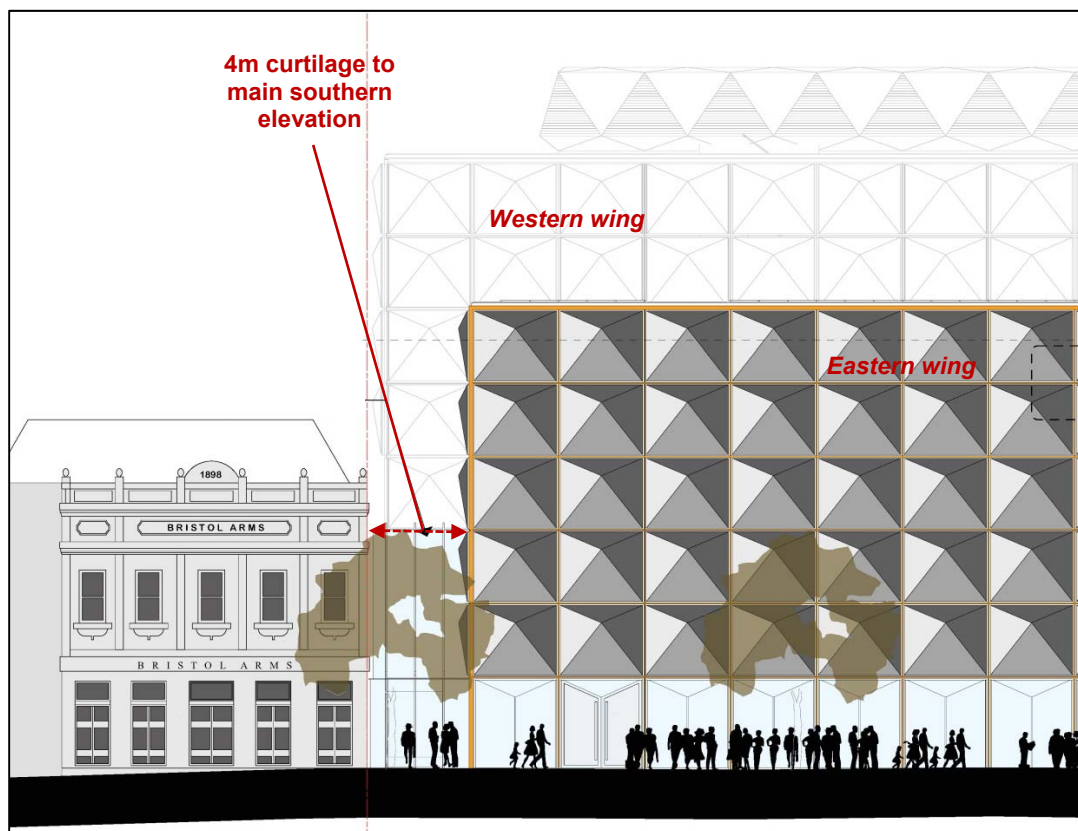 4m curtilage to
main southern
elevation
Western wing
Eastern wing
1898
BRISTOL ARMS
BRISTOL ARMS